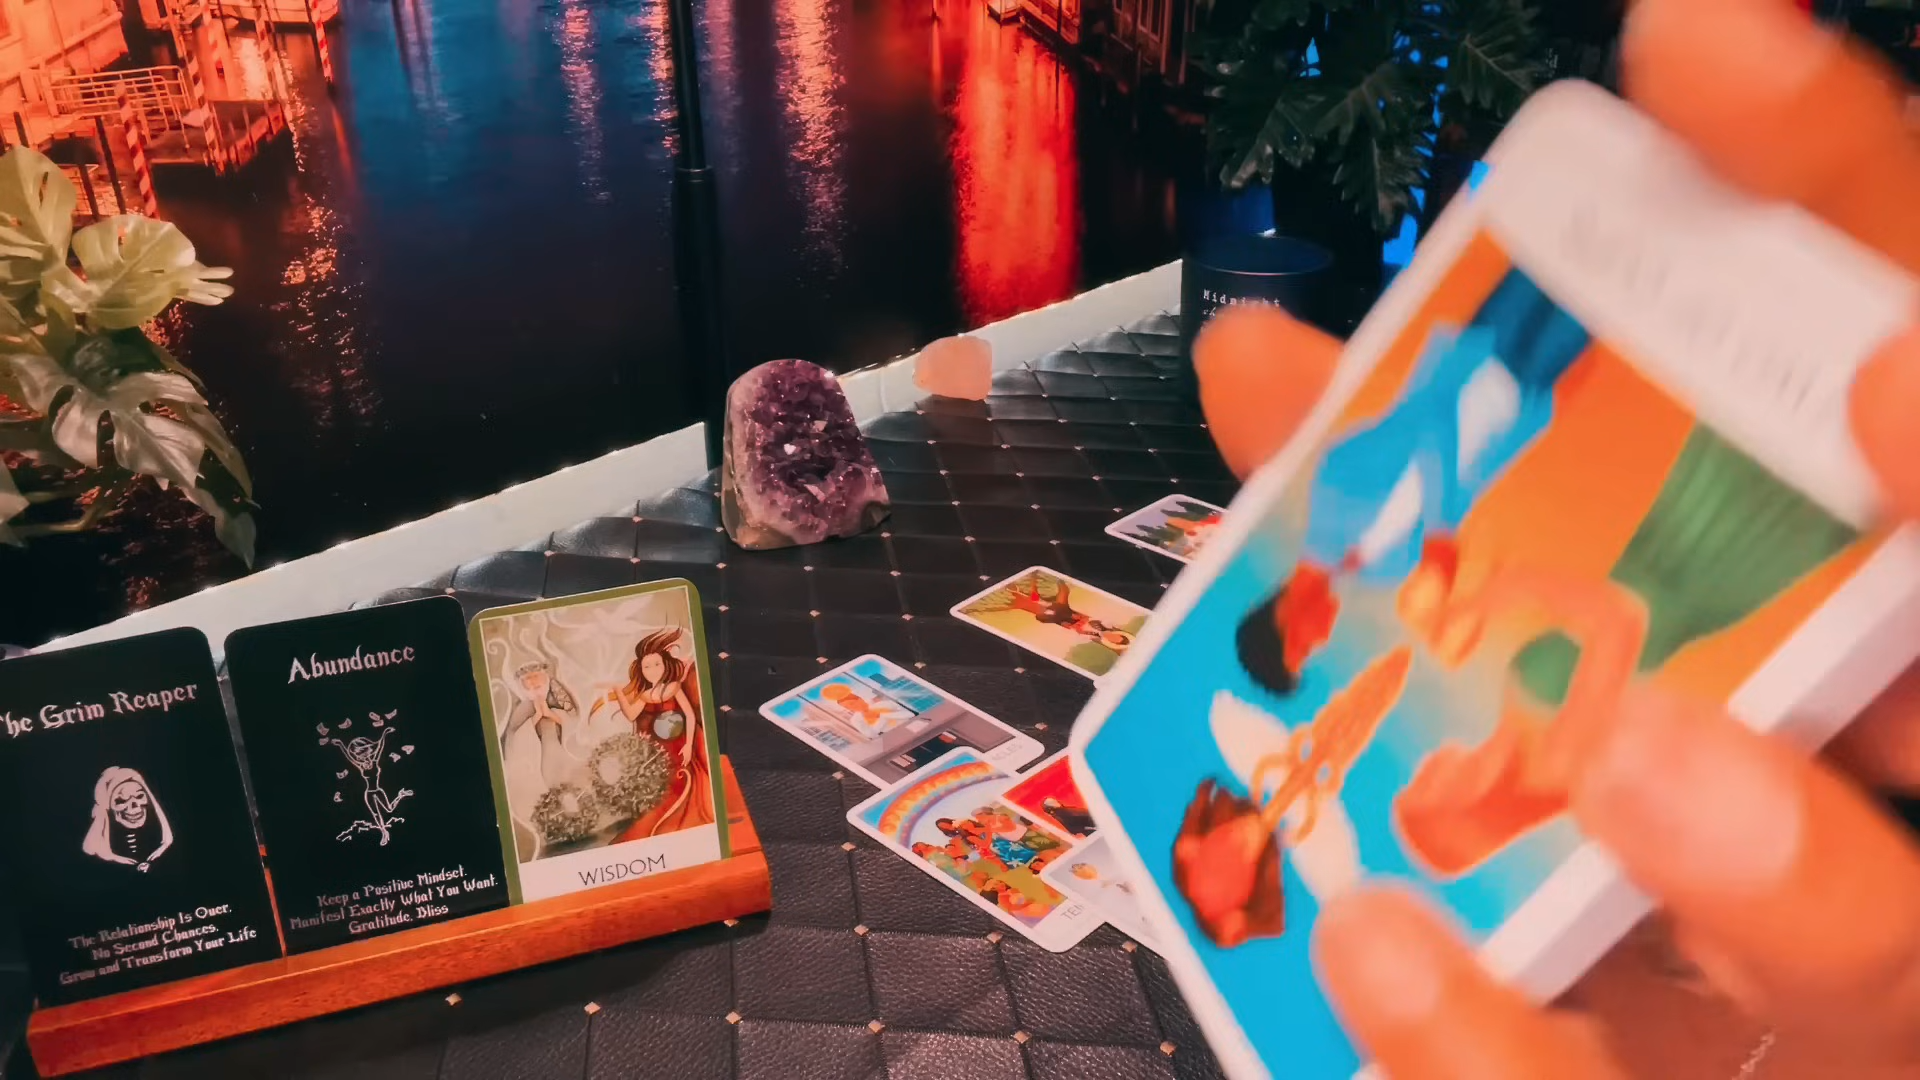 The Grim Reaper
The Relationship Is Over.
No Second Chances.
Grow and Transform Your Life
Abundance
Keep a Positive Mindset.
Manifest Exactly What You Want.
Gratitude. Bliss
WISDOM
Midnight